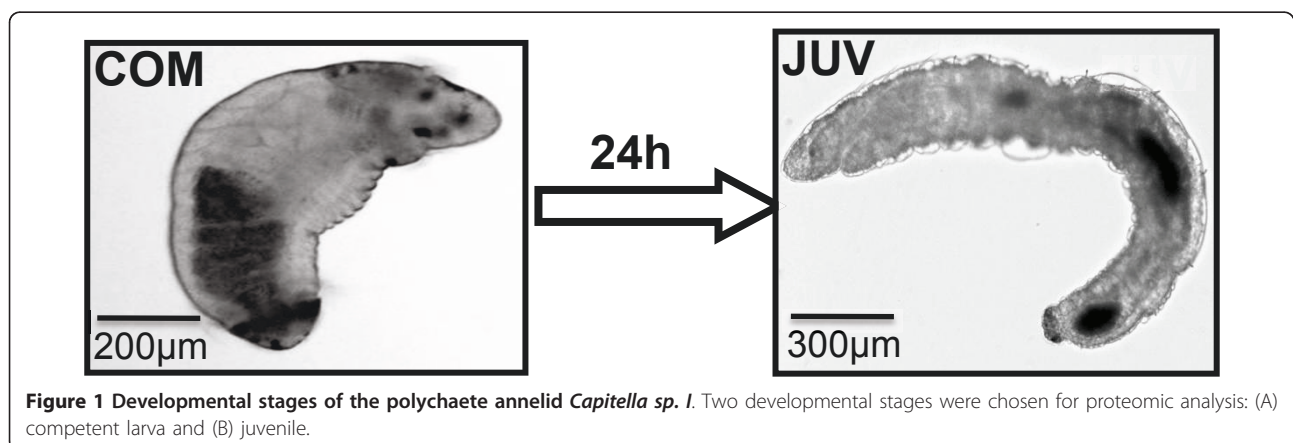 COM
200µm
24h
JUV
300µm
Figure 1 Developmental stages of the polychaete annelid Capitella sp. I. Two developmental stages were chosen for proteomic analysis: (A)
competent larva and (B) juvenile.